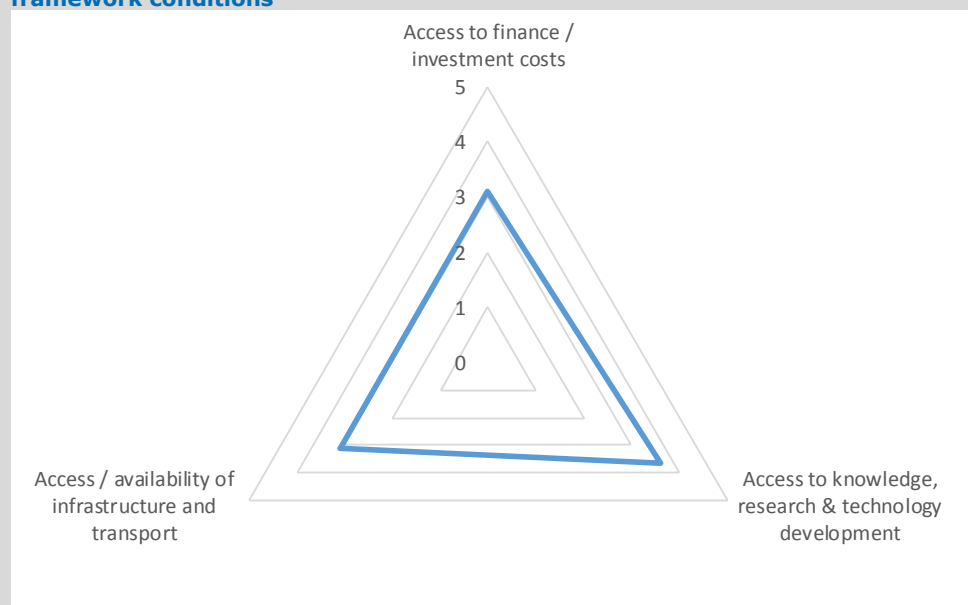 framework conditions
Access to finance /
investment costs
5
4
3
2
1
0
Access / availability of
infrastructure and
transport
Access to knowledge,
research & technology
development